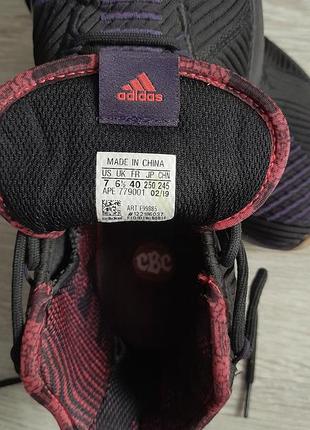 adidas
MADE IN CHINA
US UK FR JP CHN
7 6½ 40 250 245
APE 779001 02/19
ART F99885
CBC